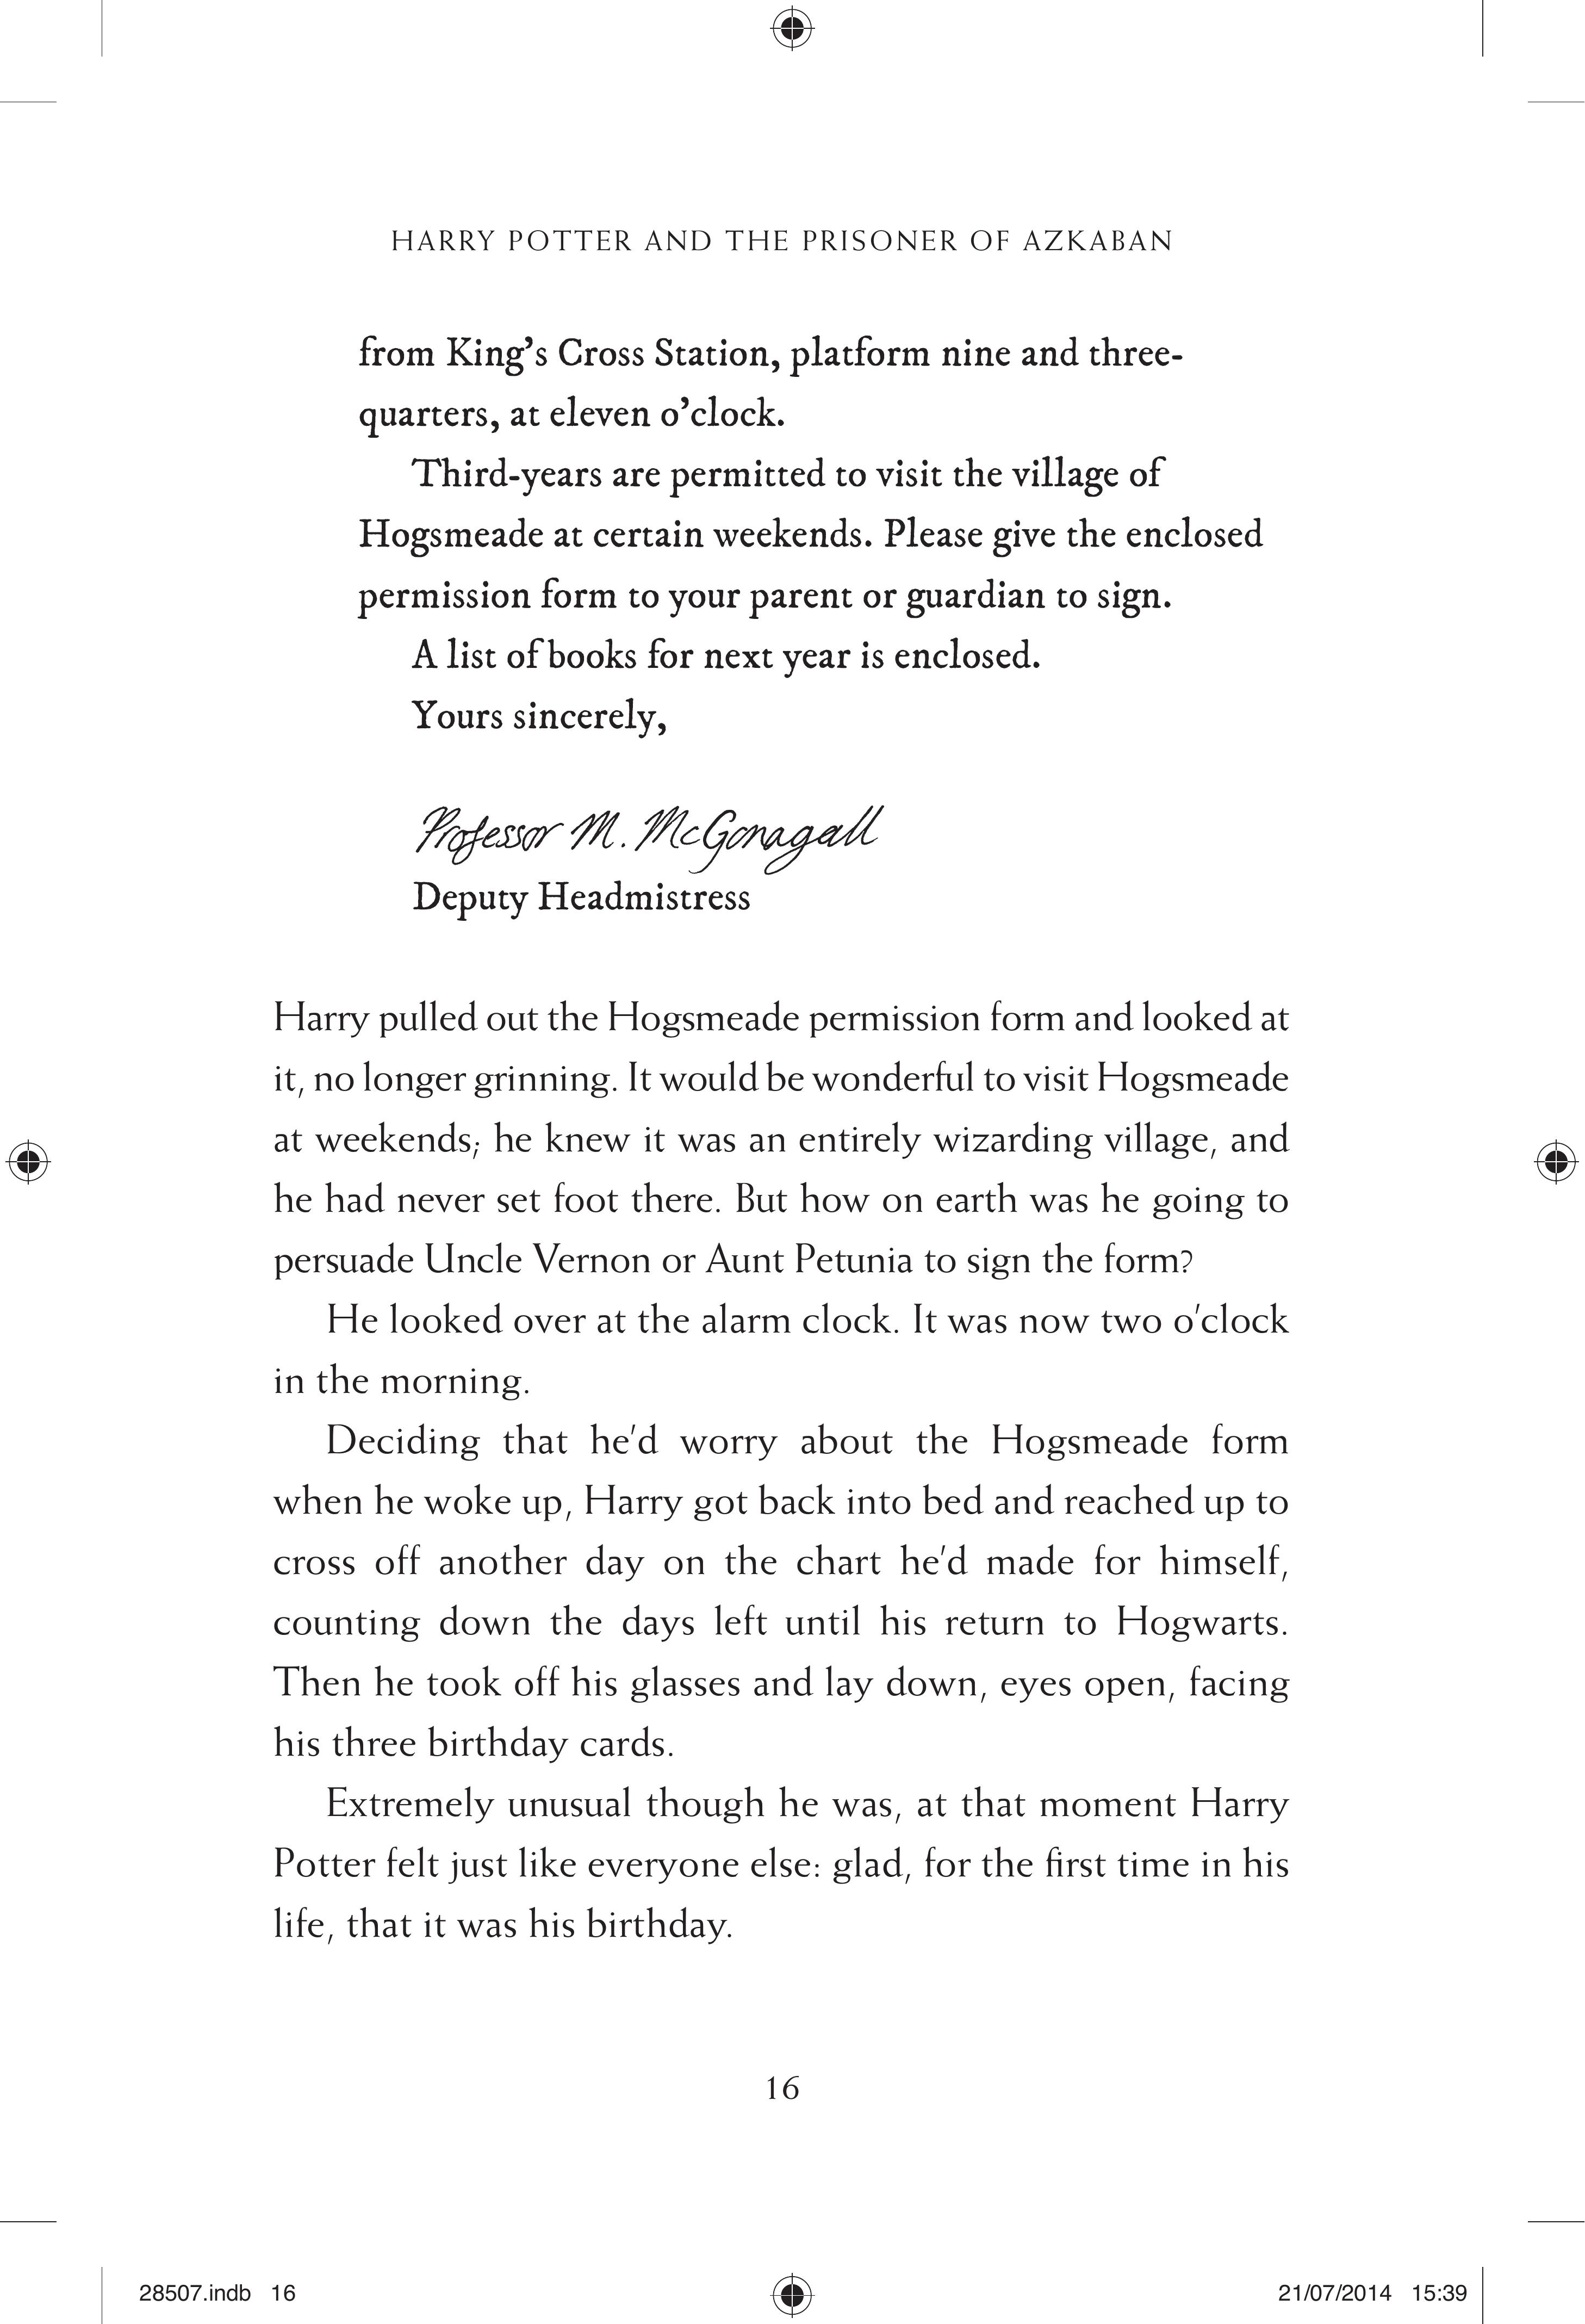 HARRY POTTER AND THE PRISONER OF AZKABAN
from King’s Cross Station, platform nine and three-
quarters, at eleven o’clock.
Third-years are permitted to visit the village of
Hogsmeade at certain weekends. Please give the enclosed
permission form to your parent or guardian to sign.
A list of books for next year is enclosed.
Yours sincerely,
Professor M. McGonagall
Deputy Headmistress
Harry pulled out the Hogsmeade permission form and looked at
it, no longer grinning. It would be wonderful to visit Hogsmeade
at weekends; he knew it was an entirely wizarding village, and
he had never set foot there. But how on earth was he going to
persuade Uncle Vernon or Aunt Petunia to sign the form?
He looked over at the alarm clock. It was now two o’clock
in the morning.
Deciding that he’d worry about the Hogsmeade form
when he woke up, Harry got back into bed and reached up to
cross off another day on the chart he’d made for himself,
counting down the days left until his return to Hogwarts.
Then he took off his glasses and lay down, eyes open, facing
his three birthday cards.
Extremely unusual though he was, at that moment Harry
Potter felt just like everyone else: glad, for the first time in his
life, that it was his birthday.
16
28507.indb 16
21/07/2014 15:39